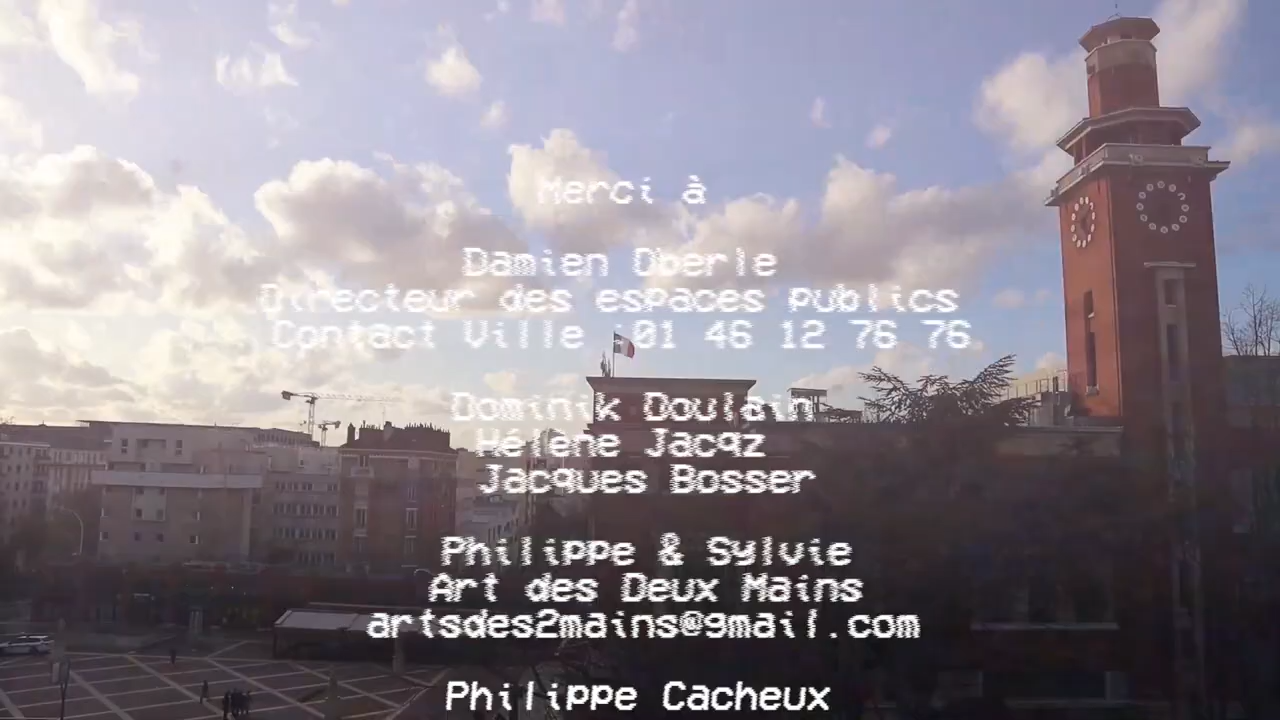 Merci à
Damien Oberle
Directeur des espaces publics
Contact Ville :01 46 12 76 76
Dominik Doulain
Hélène Jacqz
Jacques Bosser
Philippe & Sylvie
Art des Deux Mains
artsdes2mains@gmail.com
Philippe Cacheux